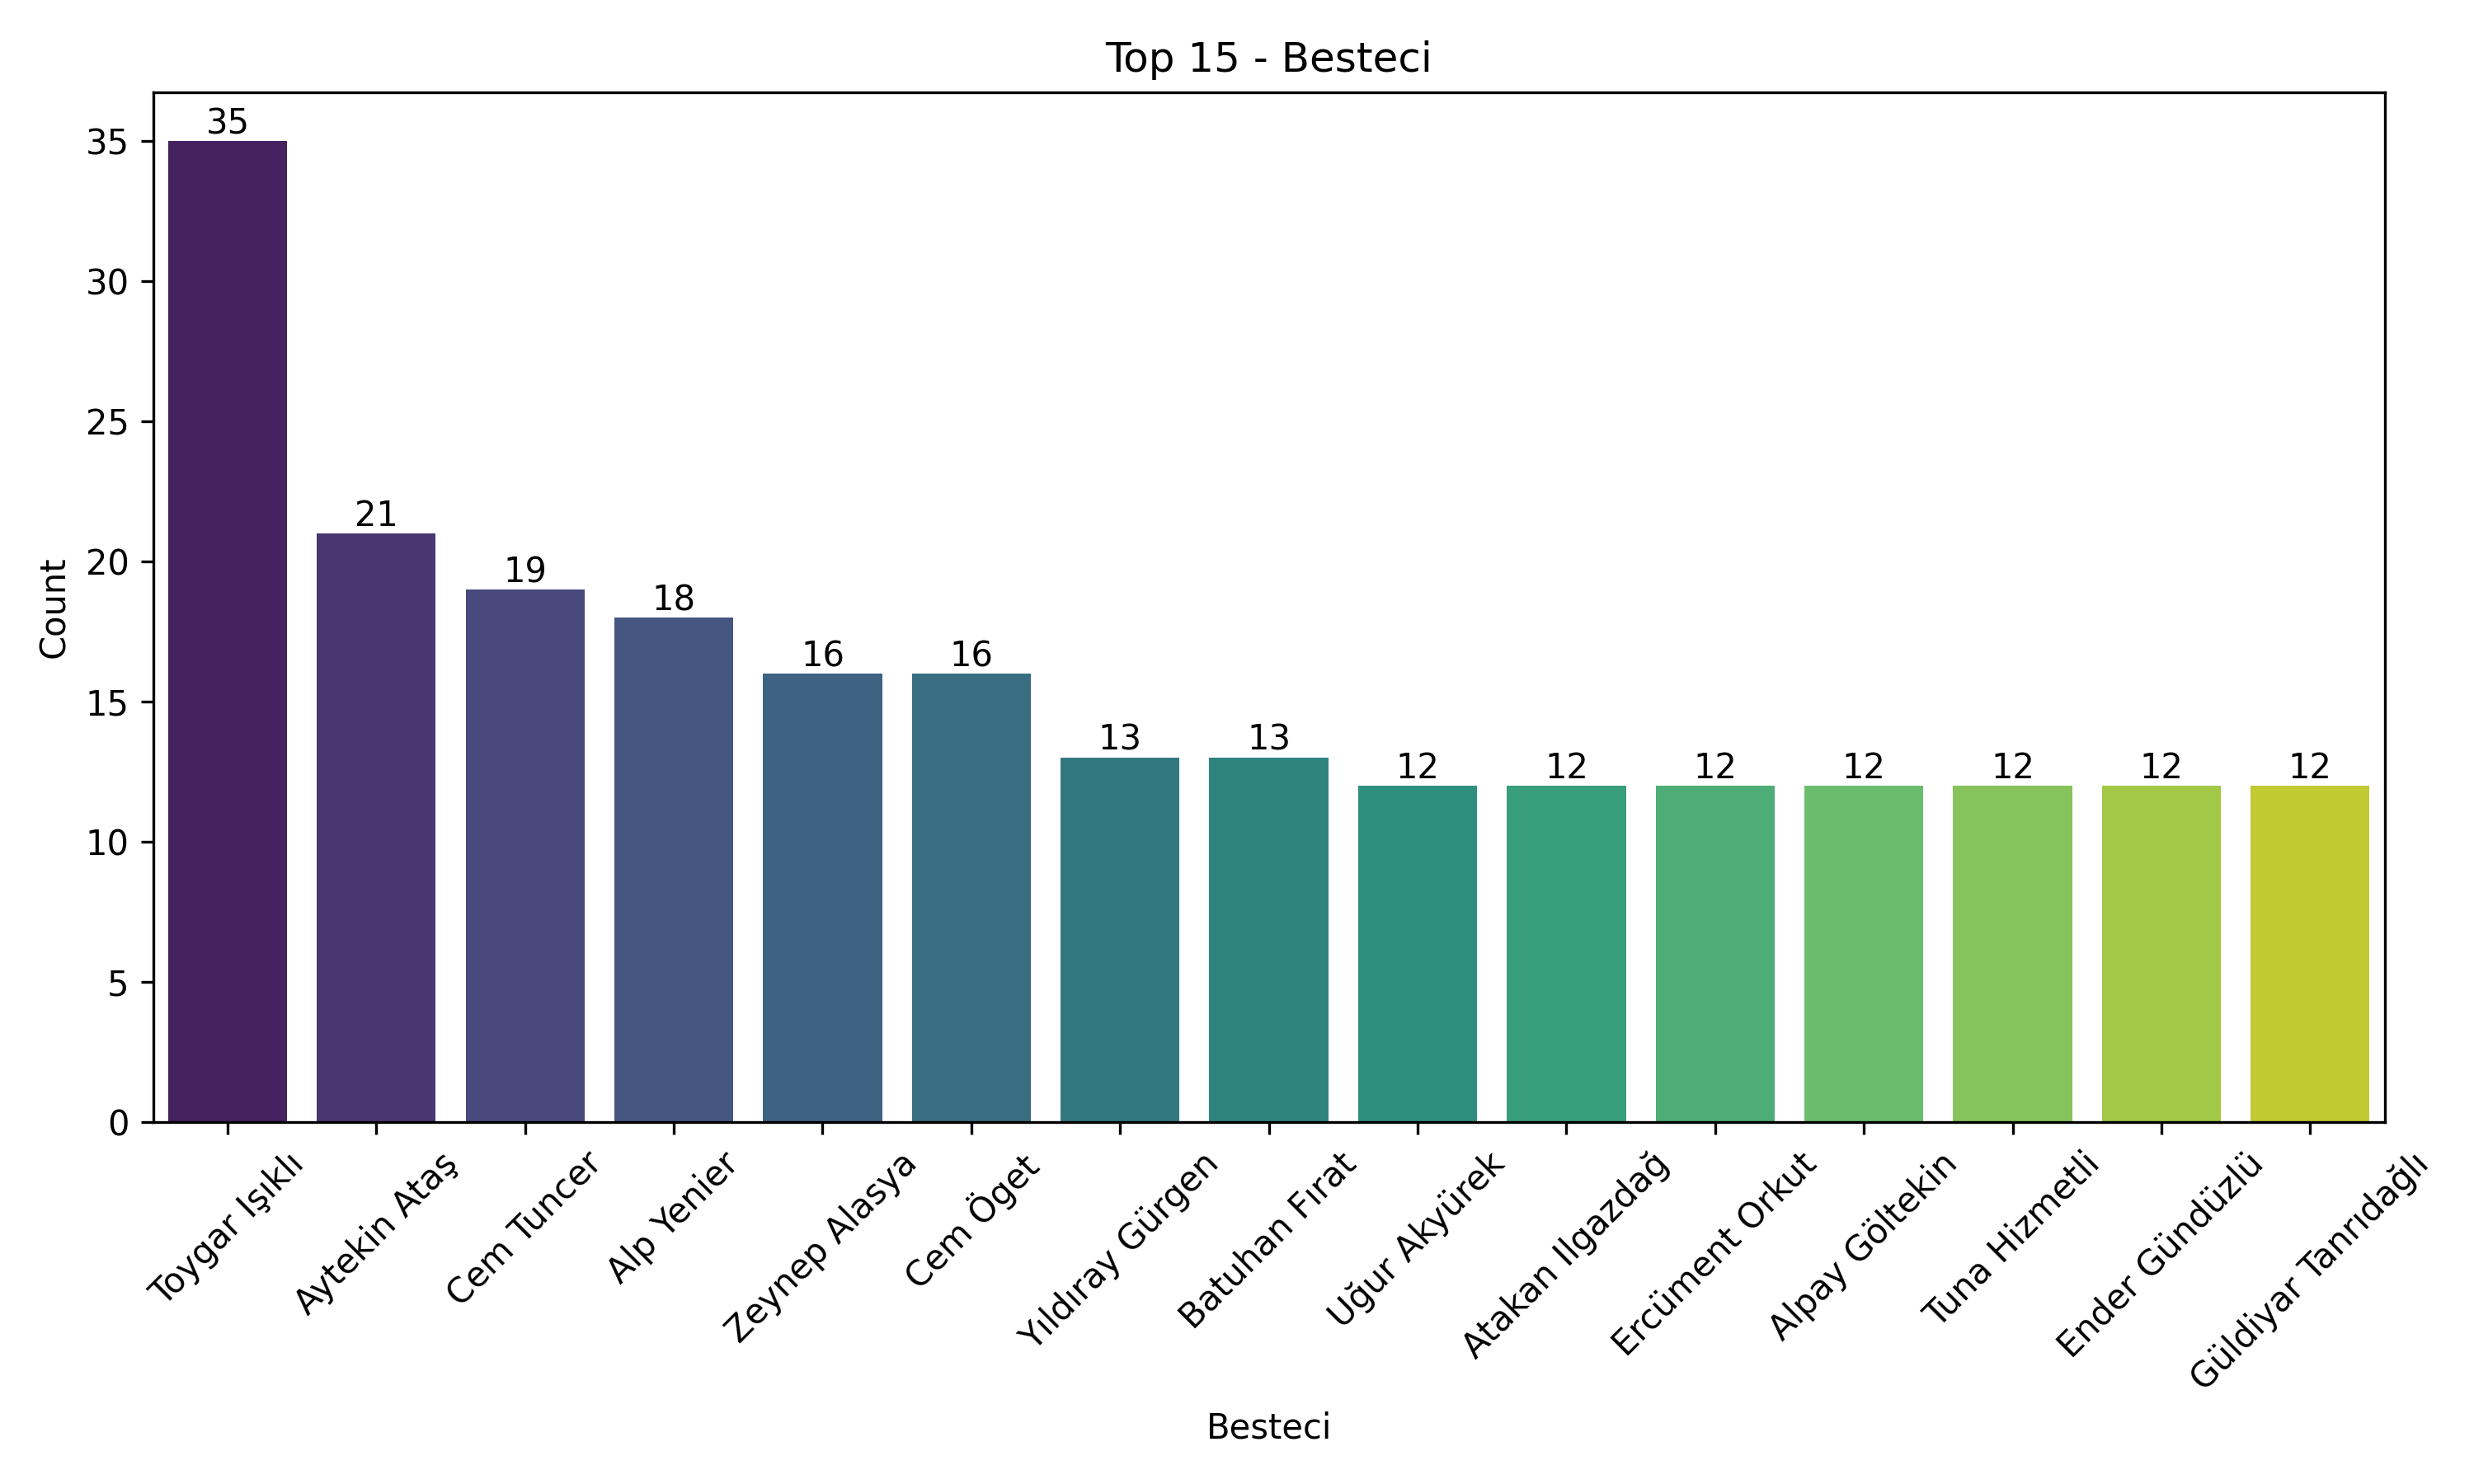 Top 15 - Besteci
Count
35
30
25
20
15
10
5
0
35
21
19
18
16
16
13
13
12
12
12
12
12
12
12
Toygar Işıklı
Aytekin Ataş
Cem Tuncer
Alp Yenier
Zeynep Alasya
Cem Öget
Yıldıray Gürgen
Batuhan Fırat
Uğur Akyürek
Atakan Ilgazdağ
Ercüment Orkut
Alpay Göltekin
Tuna Hizmetli
Ender Gündüzlü
Güldiyar Tanrıdağlı
Besteci